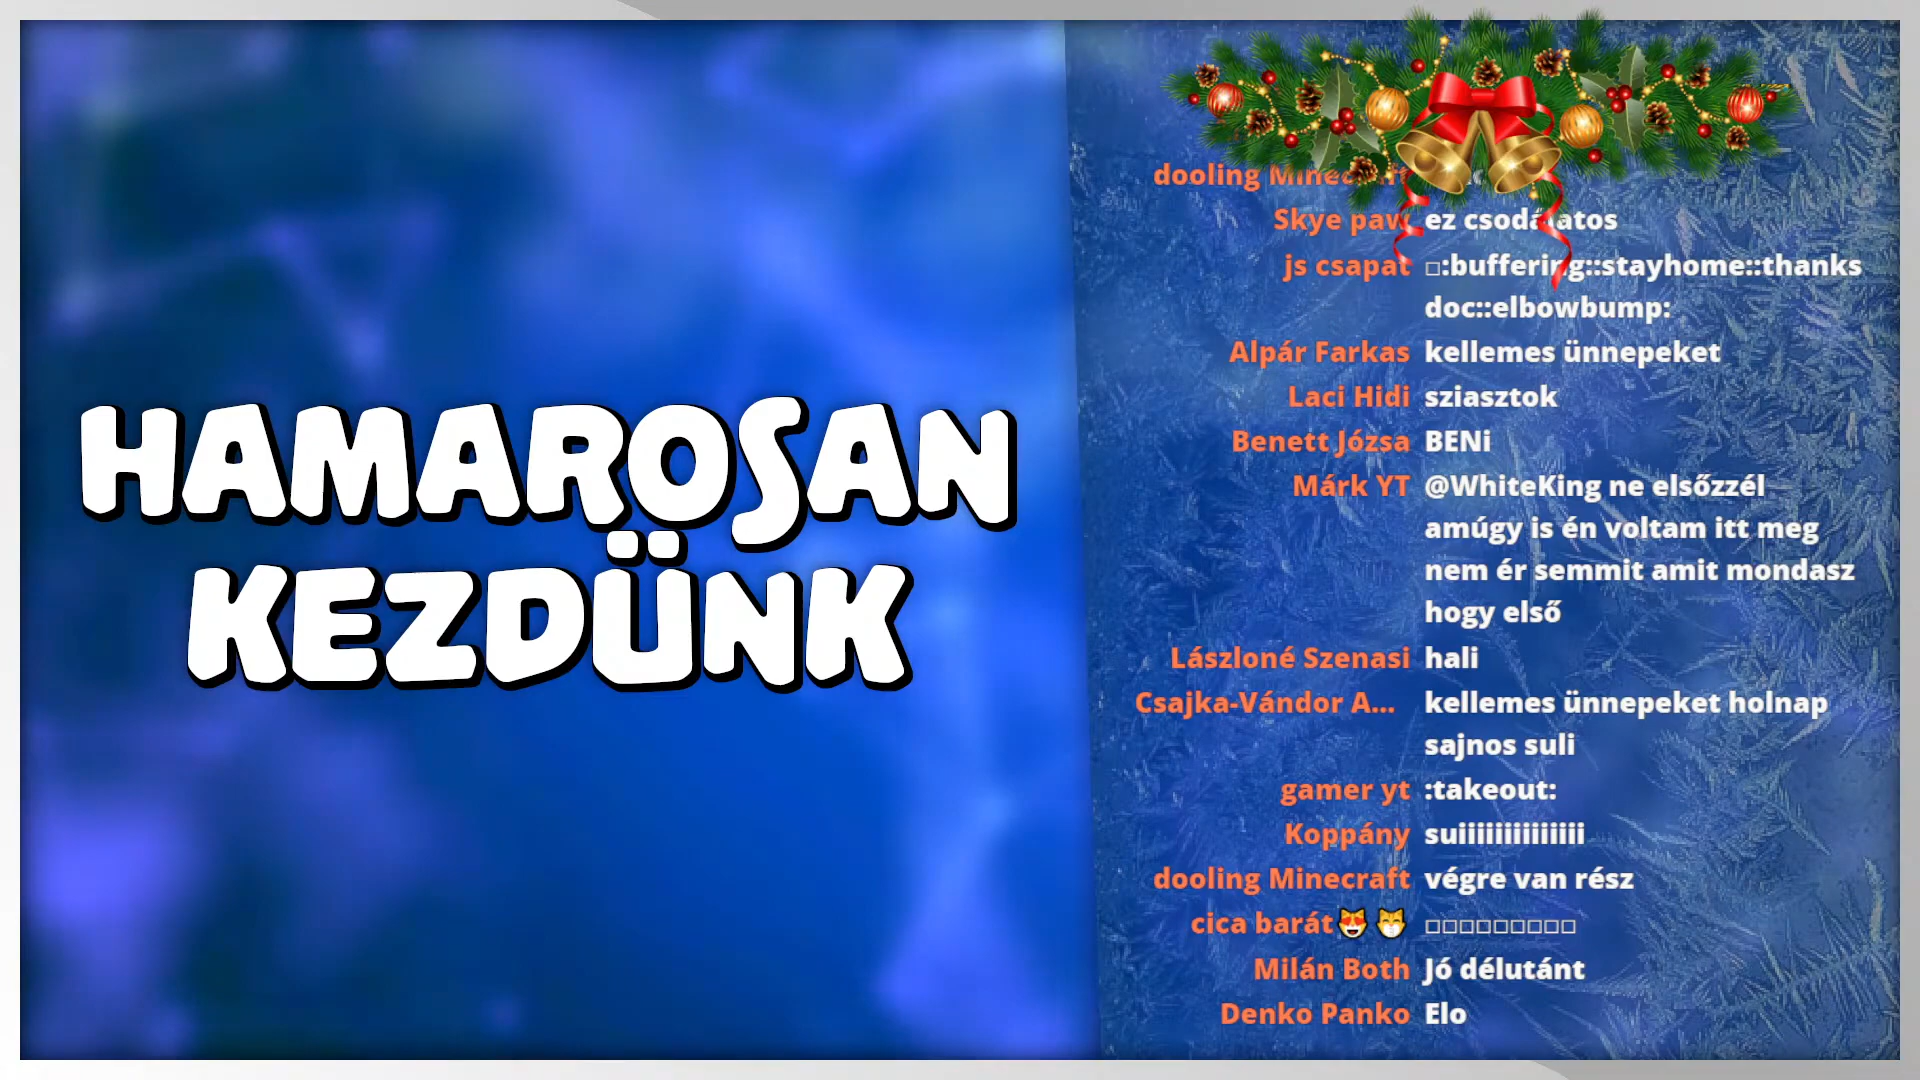 HAMAROSAN
KEZDÜNK
dooling
Skye paw ez csodálatos
js csapat :buffering::stayhome::thanks
doc::elbowbump:
Alpár Farkas kellemes ünnepeket
Laci Hidi sziasztok
Benett Józsa BENi
Márk YT @WhiteKing ne elsőzzél
amúgy is én voltam itt meg
nem ér semmit amit mondasz
hogy első
Lászloné Szenasi hali
Csajka-Vándor A... kellemes ünnepeket holnap
sajnos suli
gamer yt :takeout:
Koppány suiiiiiiiiiiiiii
dooling Minecraft végre van rész
cica barát😻 😸 □□□□□□□□□
Milán Both Jó délutánt
Denko Panko Elo